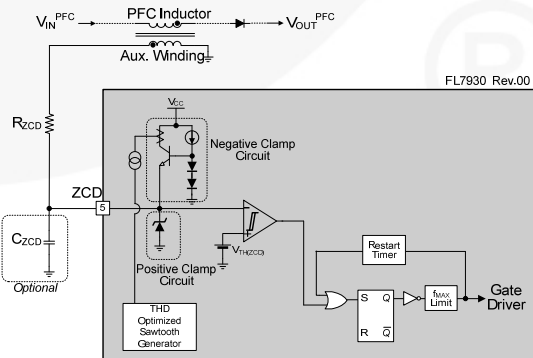 PFC Inductor
V_IN^PFC
V_OUT^PFC
Aux. Winding
FL7930 Rev.00
R_ZCD
V_CC
Negative Clamp
Circuit
ZCD
5
C_ZCD
Optional
V_TH(ZCD)
Positive Clamp
Circuit
Restart
Timer
THD
Optimized
Sawtooth
Generator
S Q
R Q̅
f_MAX
Limit
Gate
Driver